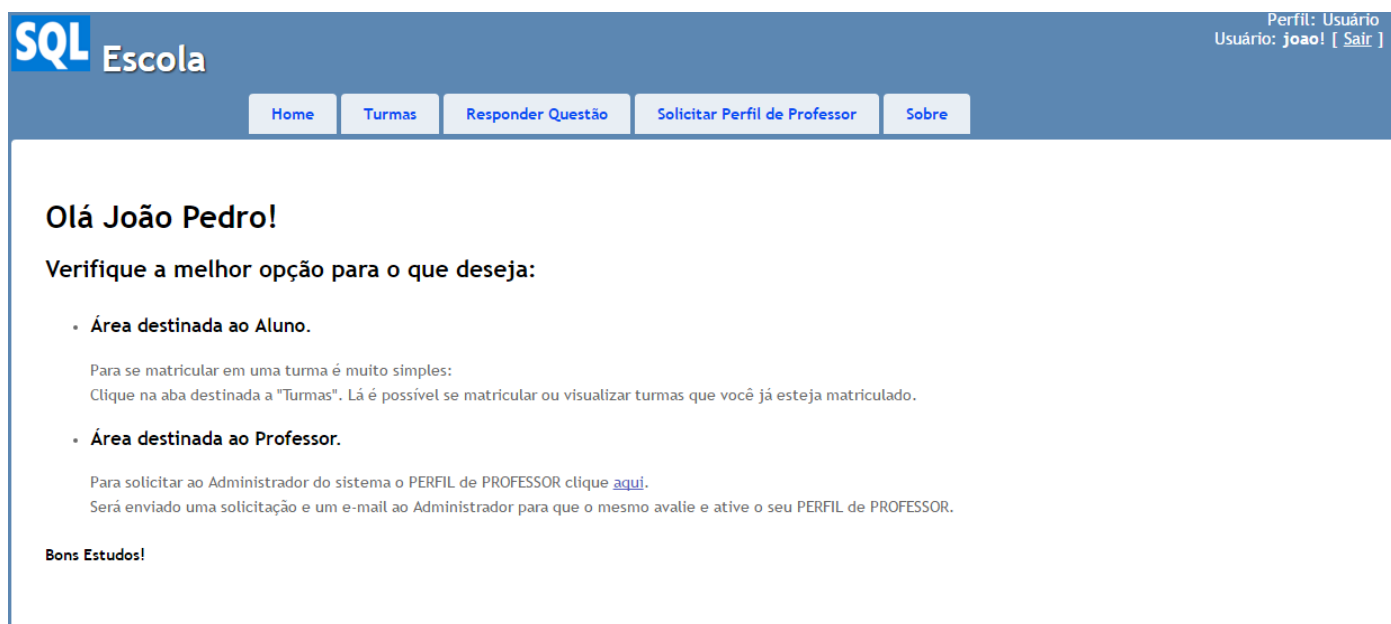 Perfil: Usuário
SQL Escola
Usuário: joao! [ Sair ]
Home Turmas Responder Questão Solicitar Perfil de Professor Sobre
Olá João Pedro!
Verifique a melhor opção para o que deseja:
• Área destinada ao Aluno.
Para se matricular em uma turma é muito simples:
Clique na aba destinada a "Turmas". Lá é possível se matricular ou visualizar turmas que você já esteja matriculado.
• Área destinada ao Professor.
Para solicitar ao Administrador do sistema o PERFIL de PROFESSOR clique aqui.
Será enviado uma solicitação e um e-mail ao Administrador para que o mesmo avalie e ative o seu PERFIL de PROFESSOR.
Bons Estudos!